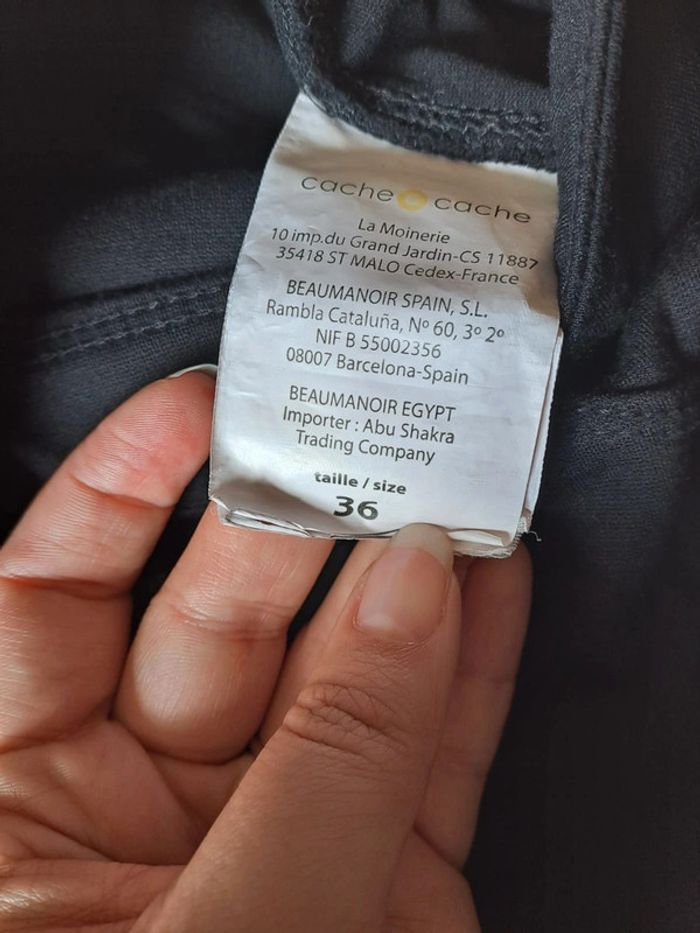 cache cache
La Moinerie
10 imp.du Grand Jardin-CS 11887
35418 ST MALO Cedex-France
BEAUMANOIR SPAIN, S.L.
Rambla Cataluña, Nº 60, 3º 2º
NIF B 55002356
08007 Barcelona-Spain
BEAUMANOIR EGYPT
Importer : Abu Shakra
Trading Company
taille / size
36